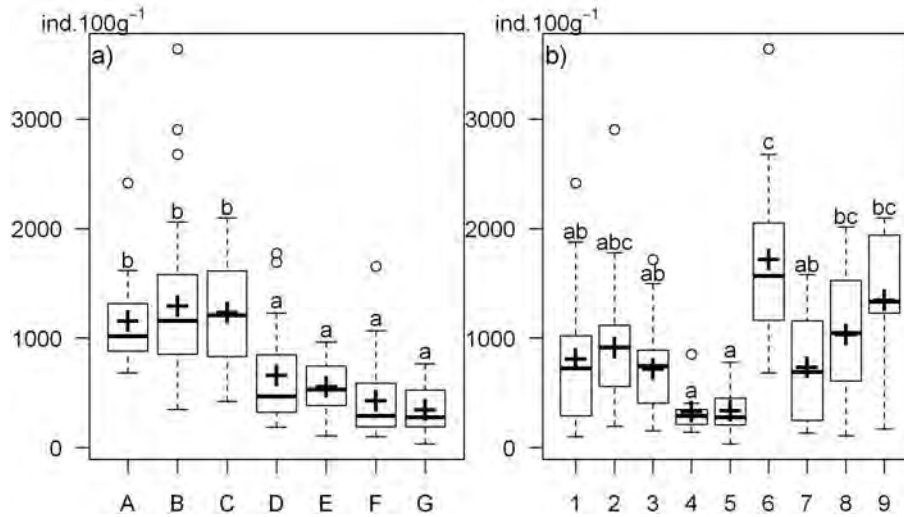 ind.100g⁻¹
a)
3000
2000
1000
0
b
b
b
a
a
a
a
A B C D E F G
ind.100g⁻¹
b)
3000
2000
1000
0
ab
abc
ab
a
a
c
ab
bc
bc
1 2 3 4 5 6 7 8 9